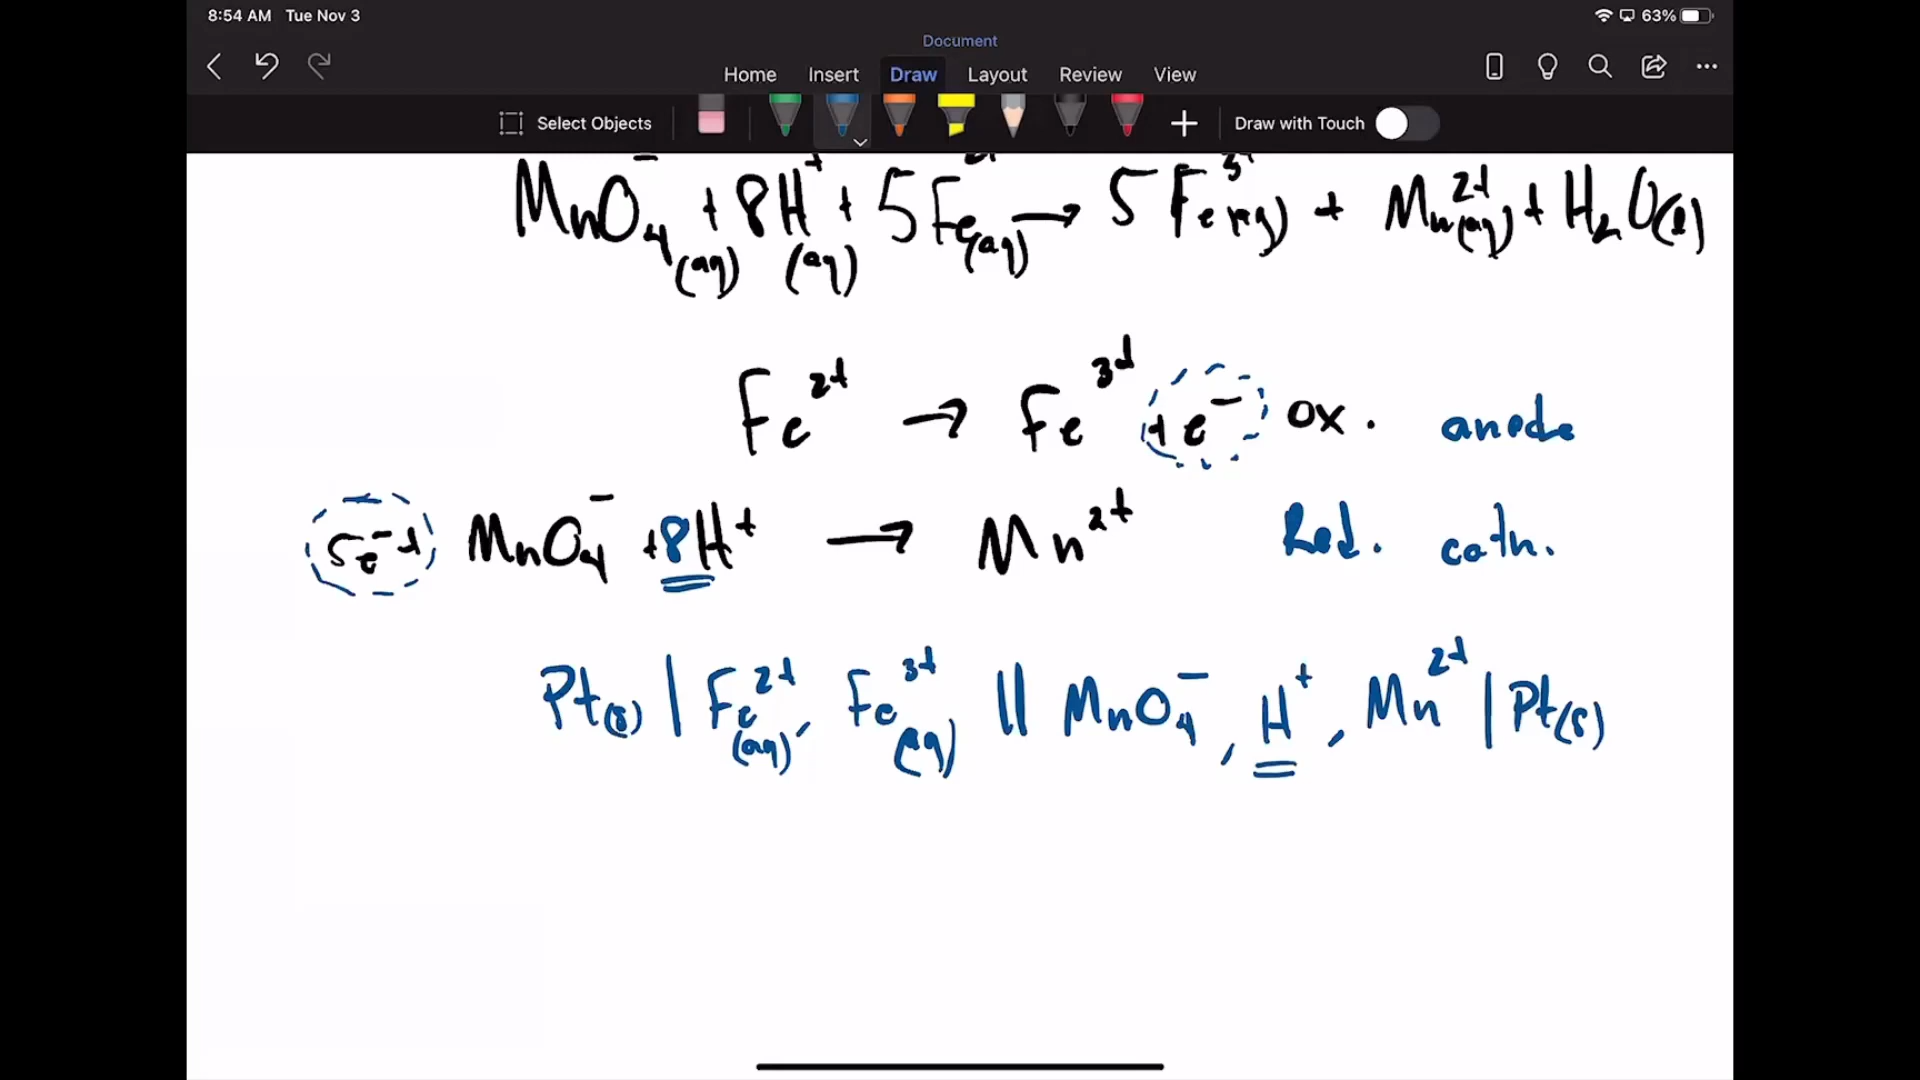 8:54 AM Tue Nov 3 63%
Document
Home Insert Draw Layout Review View
Select Objects Draw with Touch
MnO₄⁻(aq) + 8H⁺(aq) + 5Fe(aq) → 5Fe³⁺(aq) + Mn²⁺(aq) + H₂O(l)
Fe²⁺ → Fe³⁺ + e⁻ ox. anode
5e⁻ + MnO₄⁻ + 8H⁺ → Mn²⁺ Red. cath.
Pt(s) | Fe²⁺(aq), Fe³⁺(aq) || MnO₄⁻, H⁺, Mn²⁺ | Pt(s)